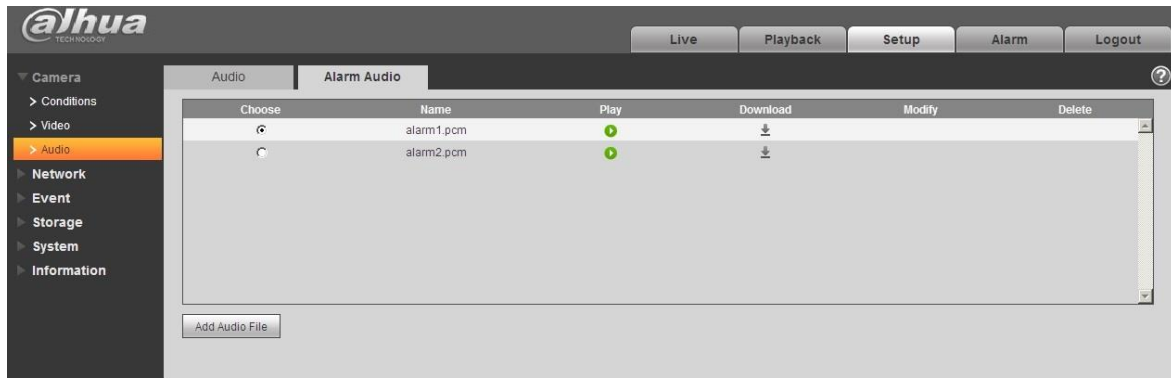 alhua
TECHNOLOGY
Live Playback Setup Alarm Logout
Camera
> Conditions
> Video
> Audio
Network
Event
Storage
System
Information
Audio Alarm Audio
?
Choose Name Play Download Modify Delete
alarm1.pcm
alarm2.pcm
Add Audio File